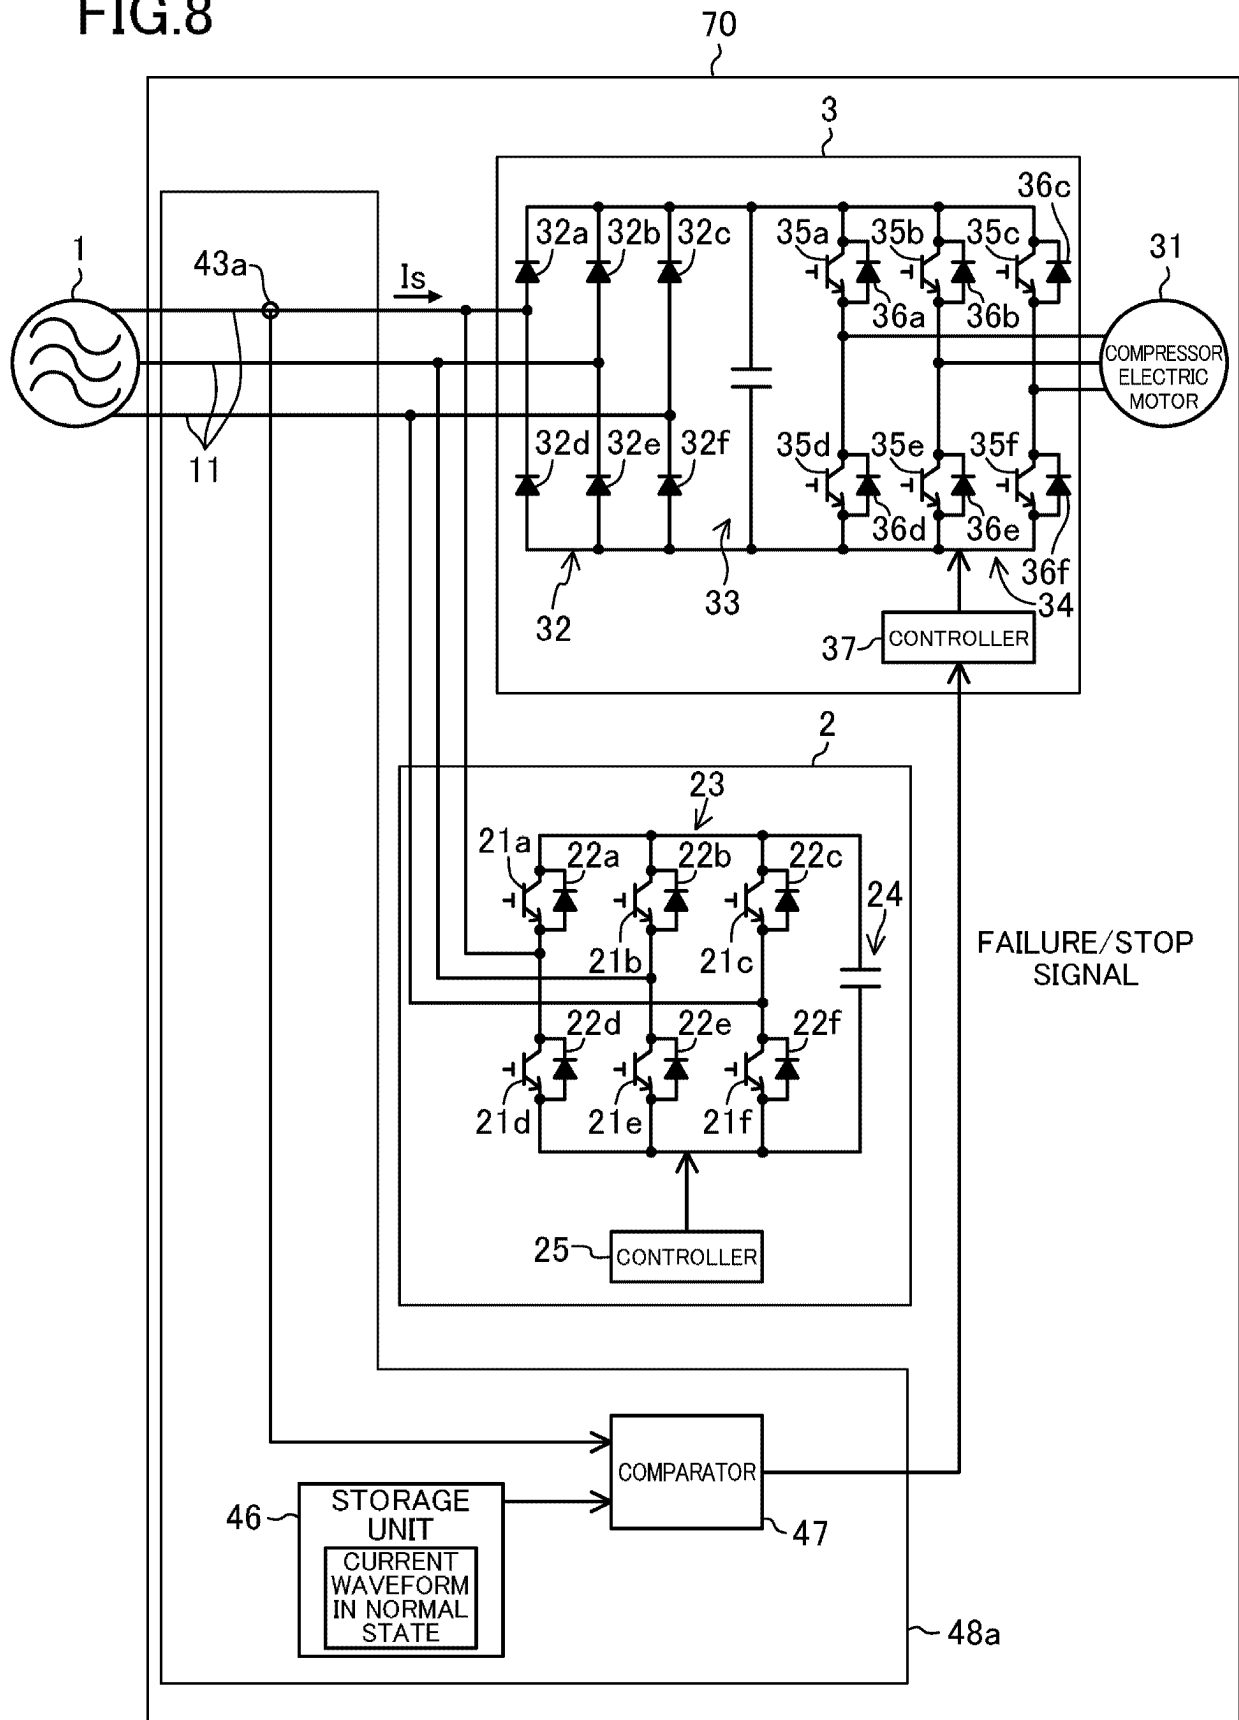 FIG.8
70
3
36c
32a
32b
32c
35a
35b
35c
31
1
43a
Is
36a
36b
COMPRESSOR
ELECTRIC
MOTOR
11
32d
32e
32f
35d
35e
35f
36d
36e
36f
32
33
34
37
CONTROLLER
2
23
21a
22a
22b
22c
24
21b
21c
FAILURE/STOP
SIGNAL
22d
22e
22f
21d
21e
21f
25
CONTROLLER
COMPARATOR
47
46
STORAGE
UNIT
CURRENT
WAVEFORM
IN NORMAL
STATE
48a